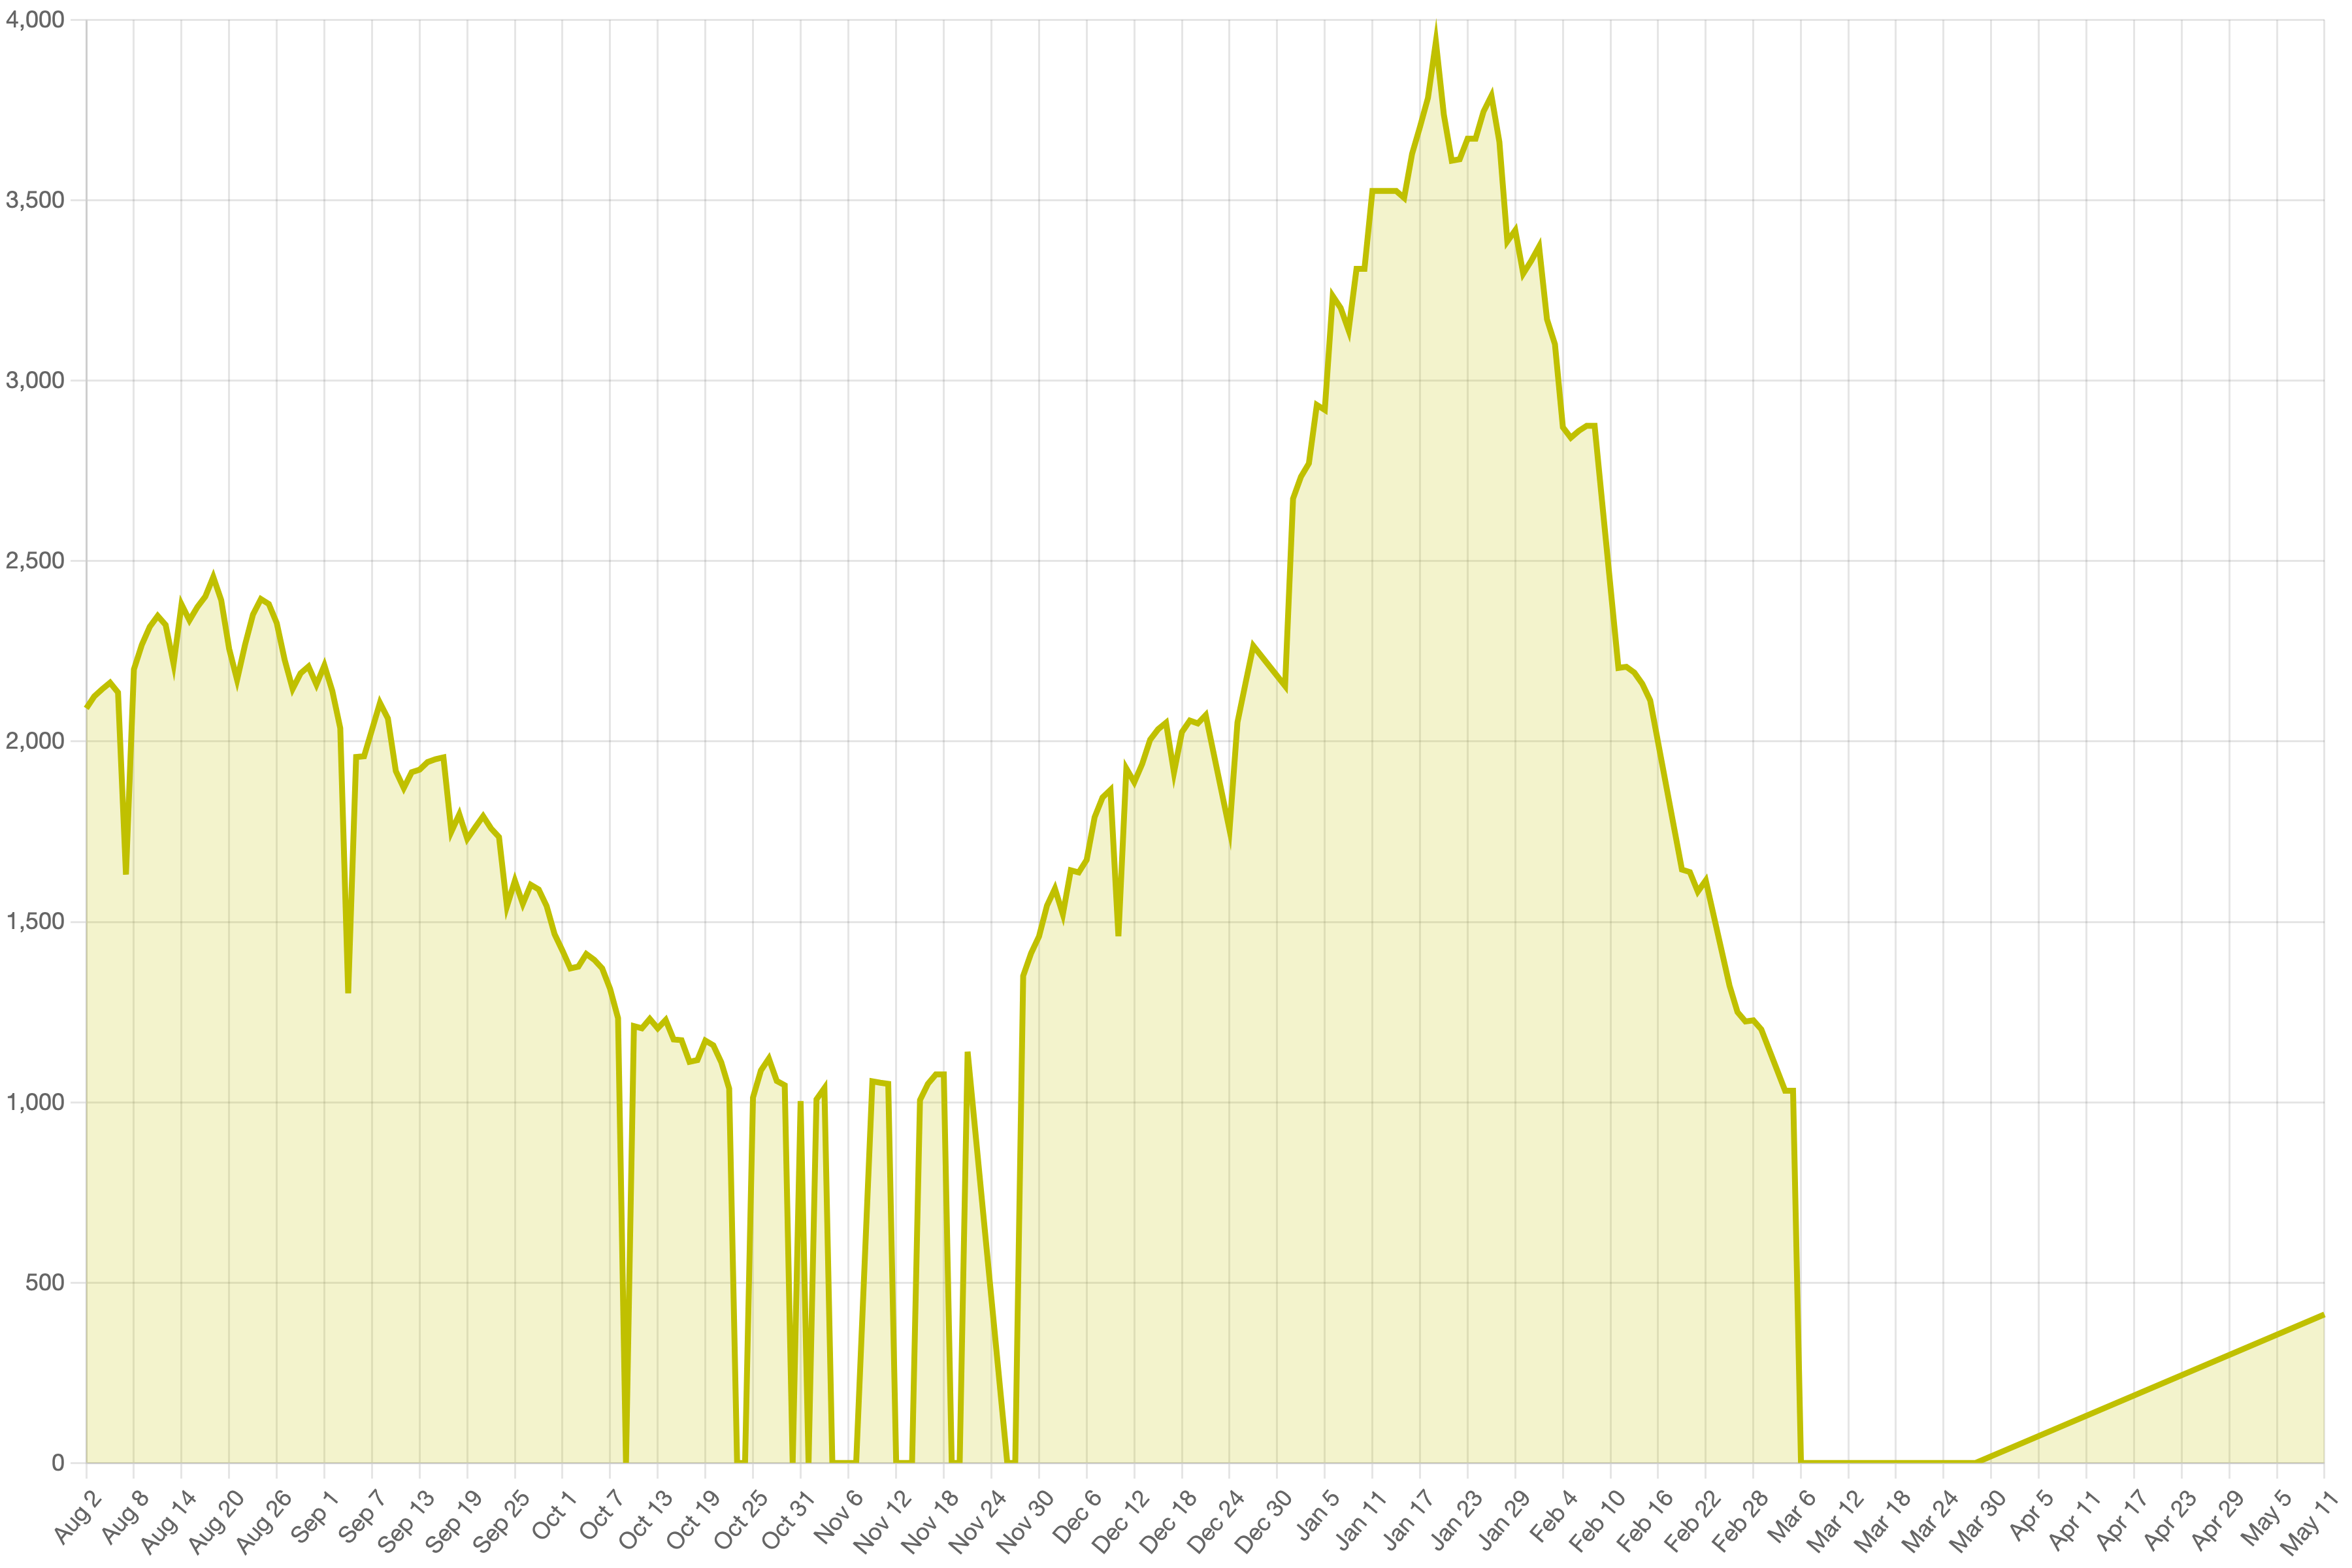 4,000
3,500
3,000
2,500
2,000
1,500
1,000
500
0
Aug 2
Aug 8
Aug 14
Aug 20
Aug 26
Sep 1
Sep 7
Sep 13
Sep 19
Sep 25
Oct 1
Oct 7
Oct 13
Oct 19
Oct 25
Oct 31
Nov 6
Nov 12
Nov 18
Nov 24
Nov 30
Dec 6
Dec 12
Dec 18
Dec 24
Dec 30
Jan 5
Jan 11
Jan 17
Jan 23
Jan 29
Feb 4
Feb 10
Feb 16
Feb 22
Feb 28
Mar 6
Mar 12
Mar 18
Mar 24
Mar 30
Apr 5
Apr 11
Apr 17
Apr 23
Apr 29
May 5
May 11